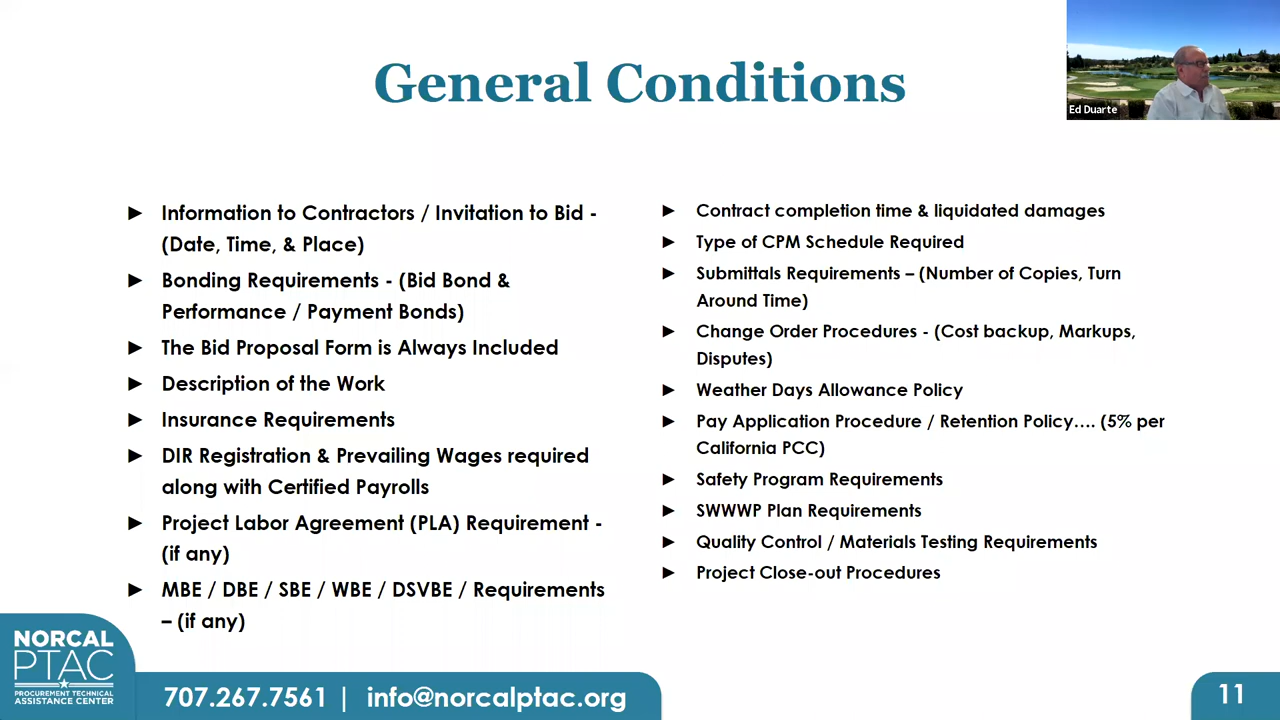 General Conditions
Ed Duarte
► Information to Contractors / Invitation to Bid -
(Date, Time, & Place)
► Bonding Requirements - (Bid Bond &
Performance / Payment Bonds)
► The Bid Proposal Form is Always Included
► Description of the Work
► Insurance Requirements
► DIR Registration & Prevailing Wages required
along with Certified Payrolls
► Project Labor Agreement (PLA) Requirement -
(if any)
► MBE / DBE / SBE / WBE / DSVBE / Requirements
– (if any)
► Contract completion time & liquidated damages
► Type of CPM Schedule Required
► Submittals Requirements – (Number of Copies, Turn
Around Time)
► Change Order Procedures - (Cost backup, Markups,
Disputes)
► Weather Days Allowance Policy
► Pay Application Procedure / Retention Policy…. (5% per
California PCC)
► Safety Program Requirements
► SWWWP Plan Requirements
► Quality Control / Materials Testing Requirements
► Project Close-out Procedures
NORCAL
PTAC
PROCUREMENT TECHNICAL
ASSISTANCE CENTER
707.267.7561 | info@norcalptac.org
11